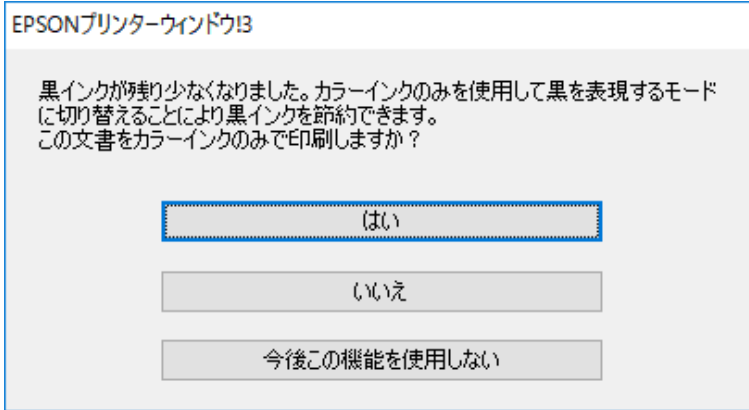 EPSONプリンターウィンドウ!3
黒インクが残り少なくなりました。カラーインクのみを使用して黒を表現するモード
に切り替えることにより黒インクを節約できます。
この文書をカラーインクのみで印刷しますか？
はい
いいえ
今後この機能を使用しない